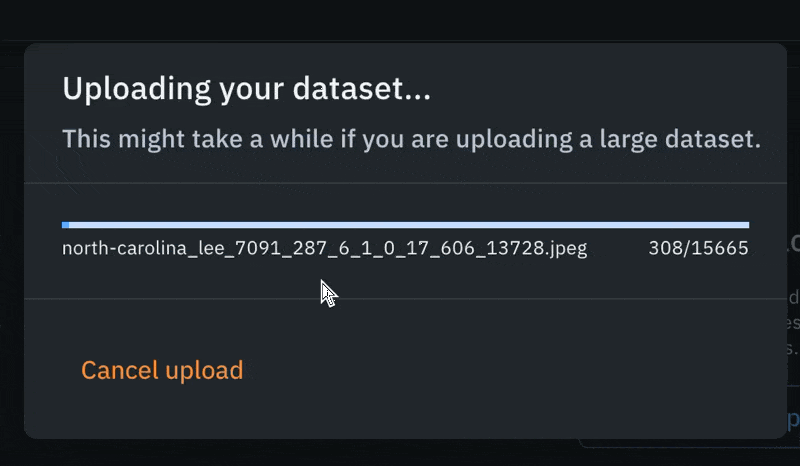 Uploading your dataset...
This might take a while if you are uploading a large dataset.
north-carolina_lee_7091_287_6_1_0_17_606_13728.jpeg 308/15665
Cancel upload